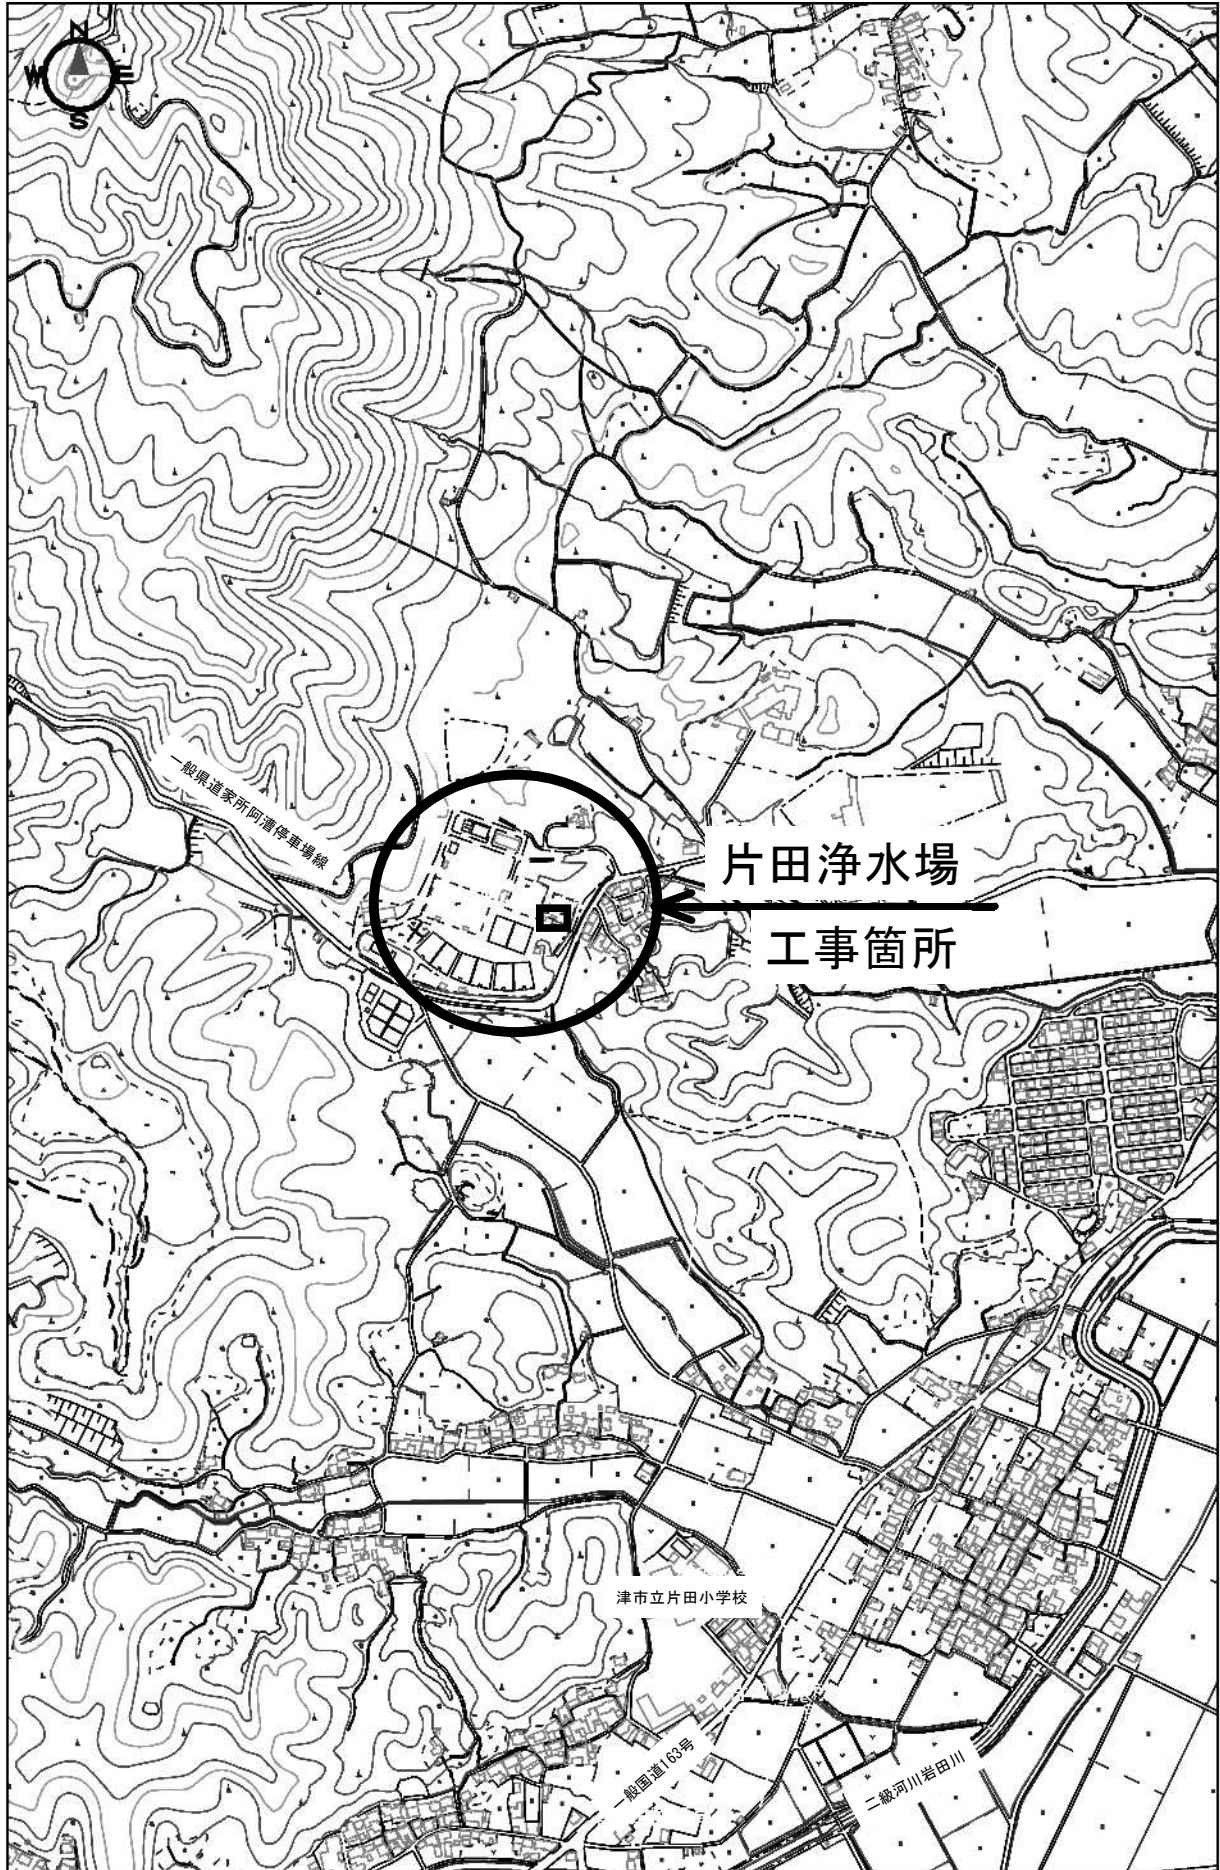 N
W E
S
一般県道家所阿漕停車場線
片田浄水場
工事箇所
津市立片田小学校
一般国道163号
二級河川岩田川